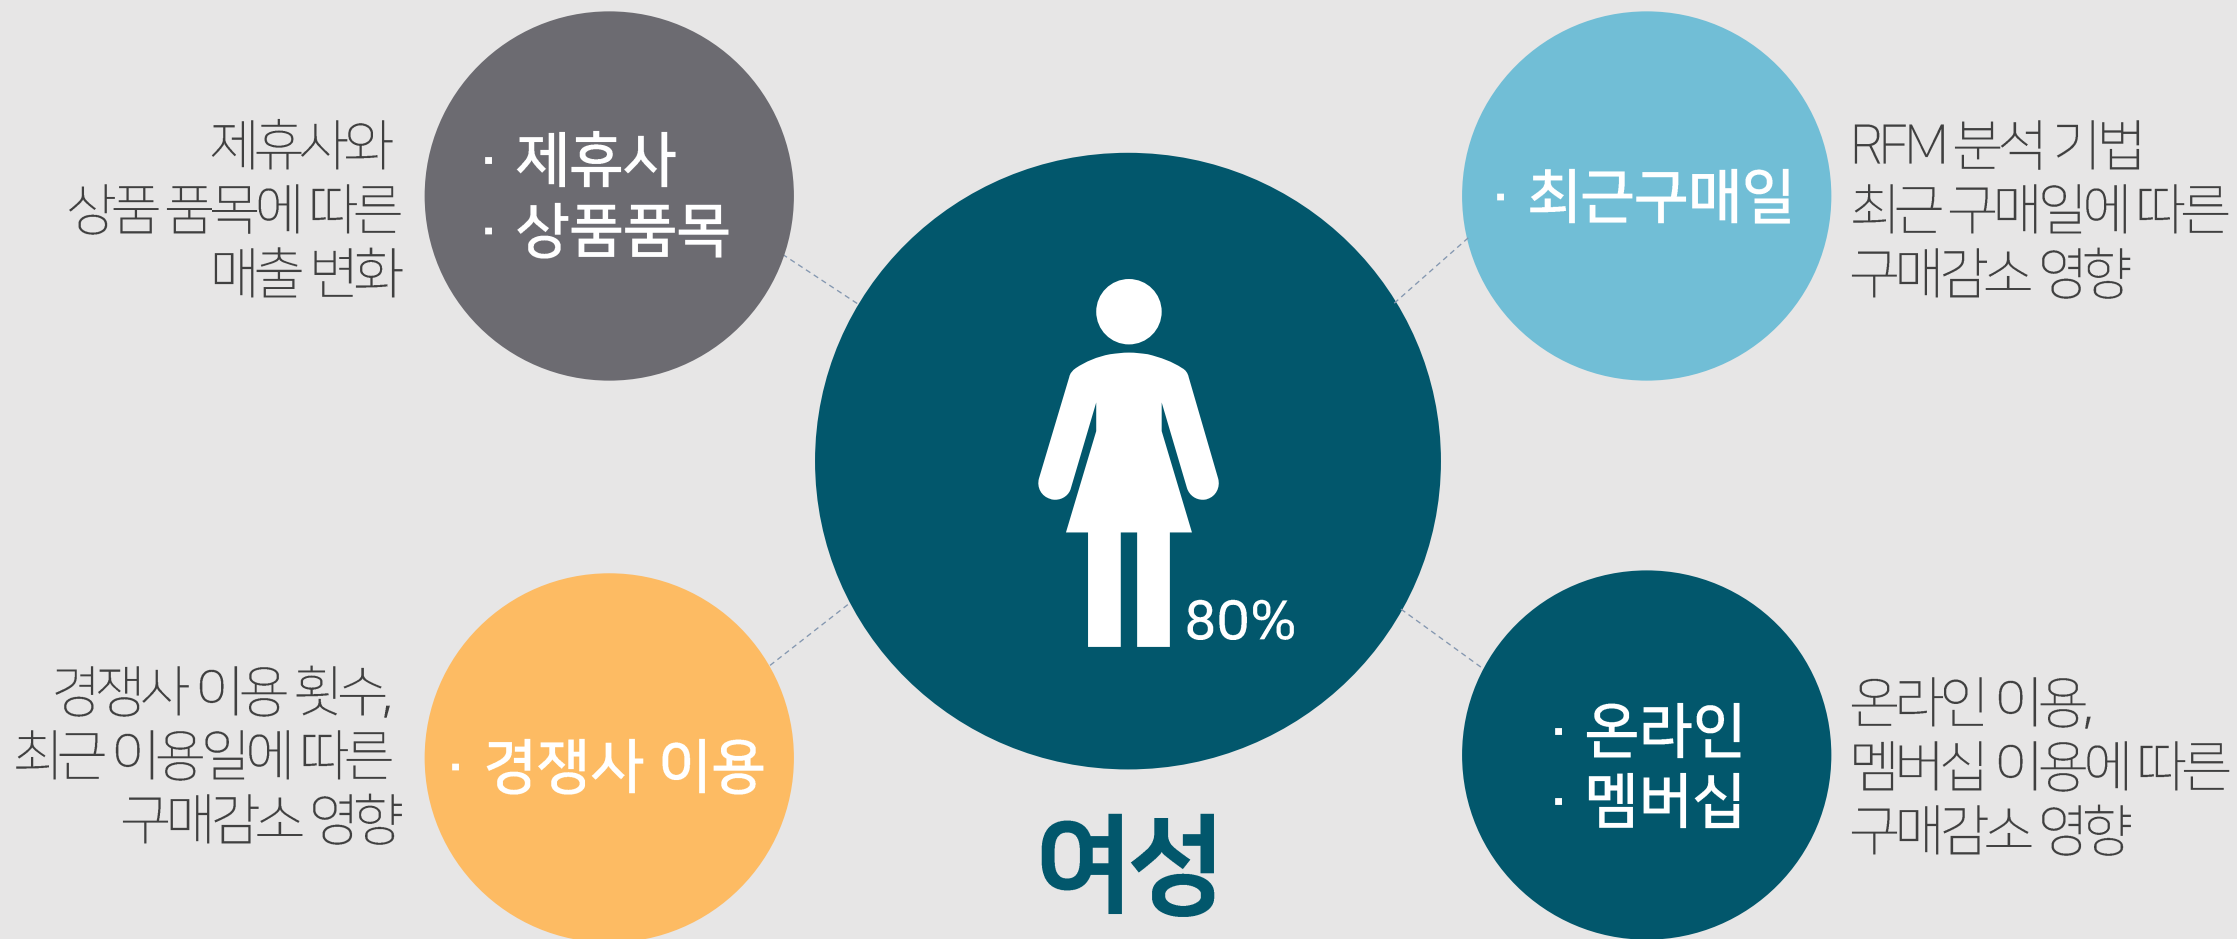 제휴사와
상품 품목에 따른
매출 변화
· 제휴사
· 상품품목
· 최근구매일
RFM 분석 기법
최근 구매일에 따른
구매감소 영향
80%
여성
경쟁사 이용 횟수,
최근 이용일에 따른
구매감소 영향
· 경쟁사 이용
· 온라인
· 멤버십
온라인 이용,
멤버십 이용에 따른
구매감소 영향